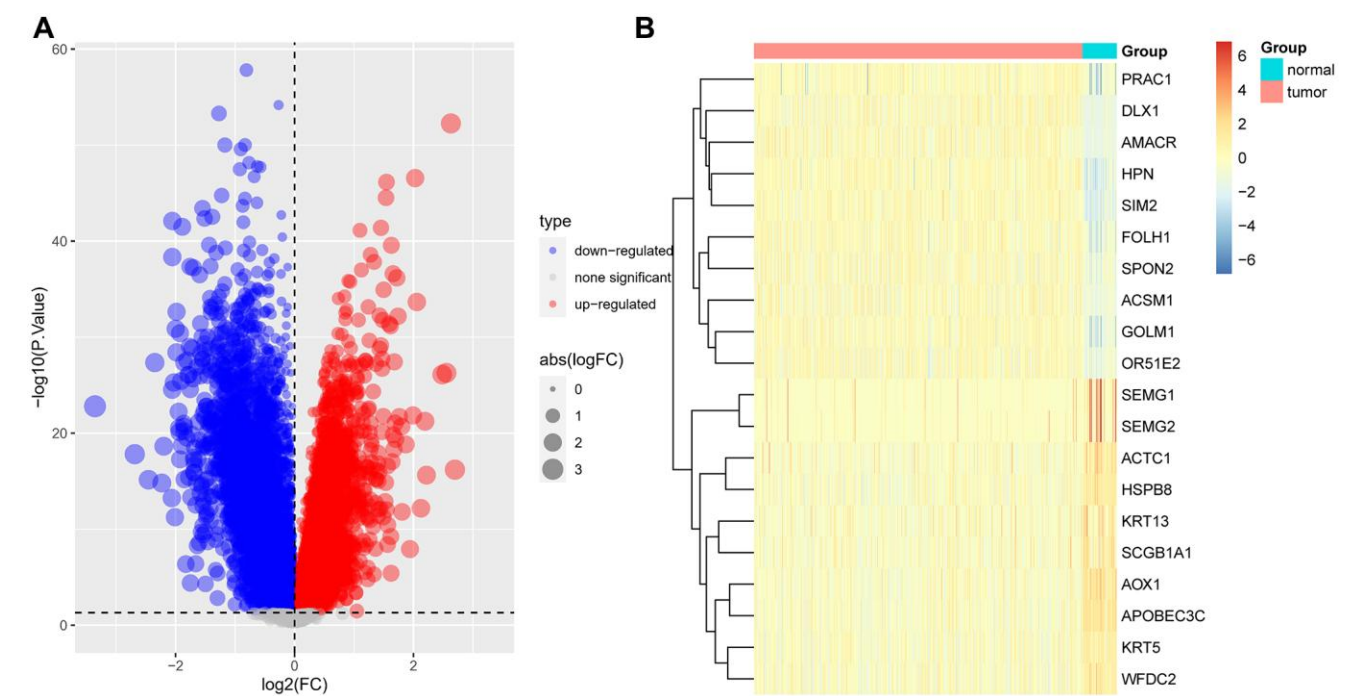 A
60
40
20
0
−log10(P.Value)
−2
0
2
log2(FC)
type
down−regulated
none significant
up−regulated
abs(logFC)
0
1
2
3
B
Group
PRAC1
DLX1
AMACR
HPN
SIM2
FOLH1
SPON2
ACSM1
GOLM1
OR51E2
SEMG1
SEMG2
ACTC1
HSPB8
KRT13
SCGB1A1
AOX1
APOBEC3C
KRT5
WFDC2
6
4
2
0
−2
−4
−6
Group
normal
tumor